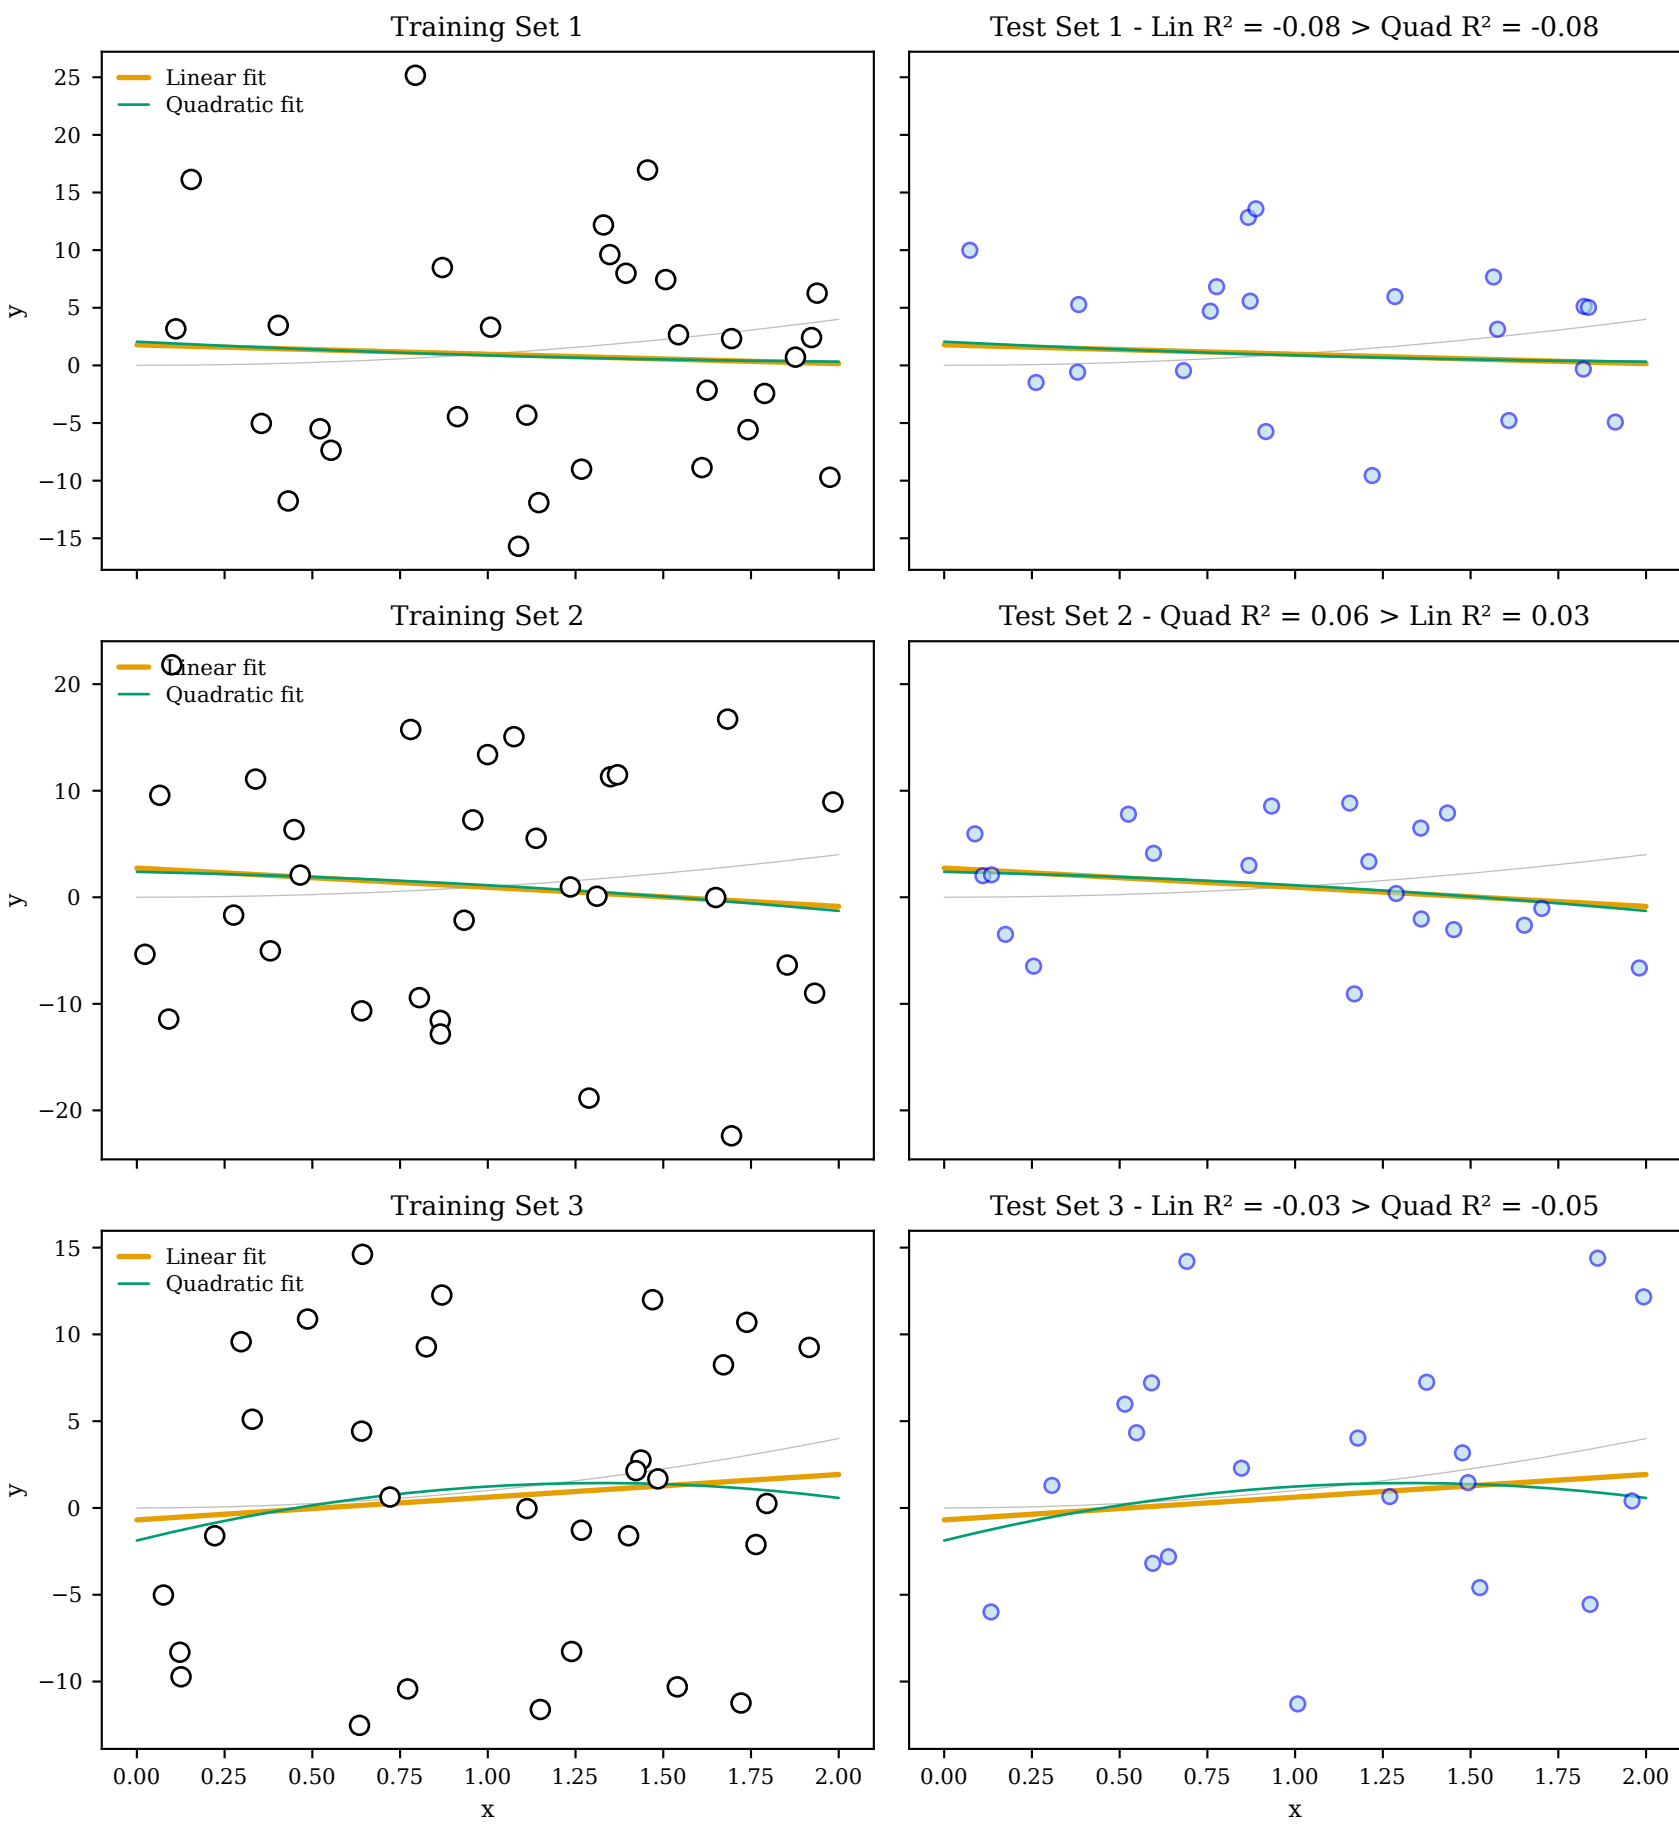 Training Set 1
Test Set 1 - Lin R² = -0.08 > Quad R² = -0.08
Linear fit
Quadratic fit
25
20
15
10
5
0
−5
−10
−15
y
Training Set 2
Test Set 2 - Quad R² = 0.06 > Lin R² = 0.03
Linear fit
Quadratic fit
20
10
0
−10
−20
y
Training Set 3
Test Set 3 - Lin R² = -0.03 > Quad R² = -0.05
Linear fit
Quadratic fit
15
10
5
0
−5
−10
y
0.00 0.25 0.50 0.75 1.00 1.25 1.50 1.75 2.00
x
0.00 0.25 0.50 0.75 1.00 1.25 1.50 1.75 2.00
x